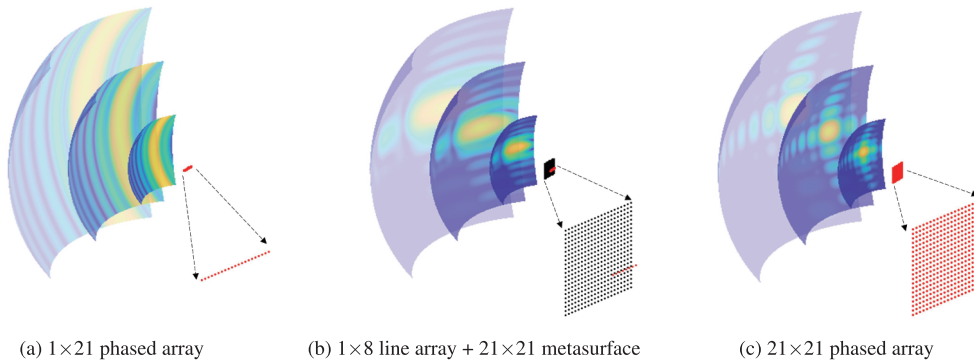 (a) 1×21 phased array
(b) 1×8 line array + 21×21 metasurface
(c) 21×21 phased array